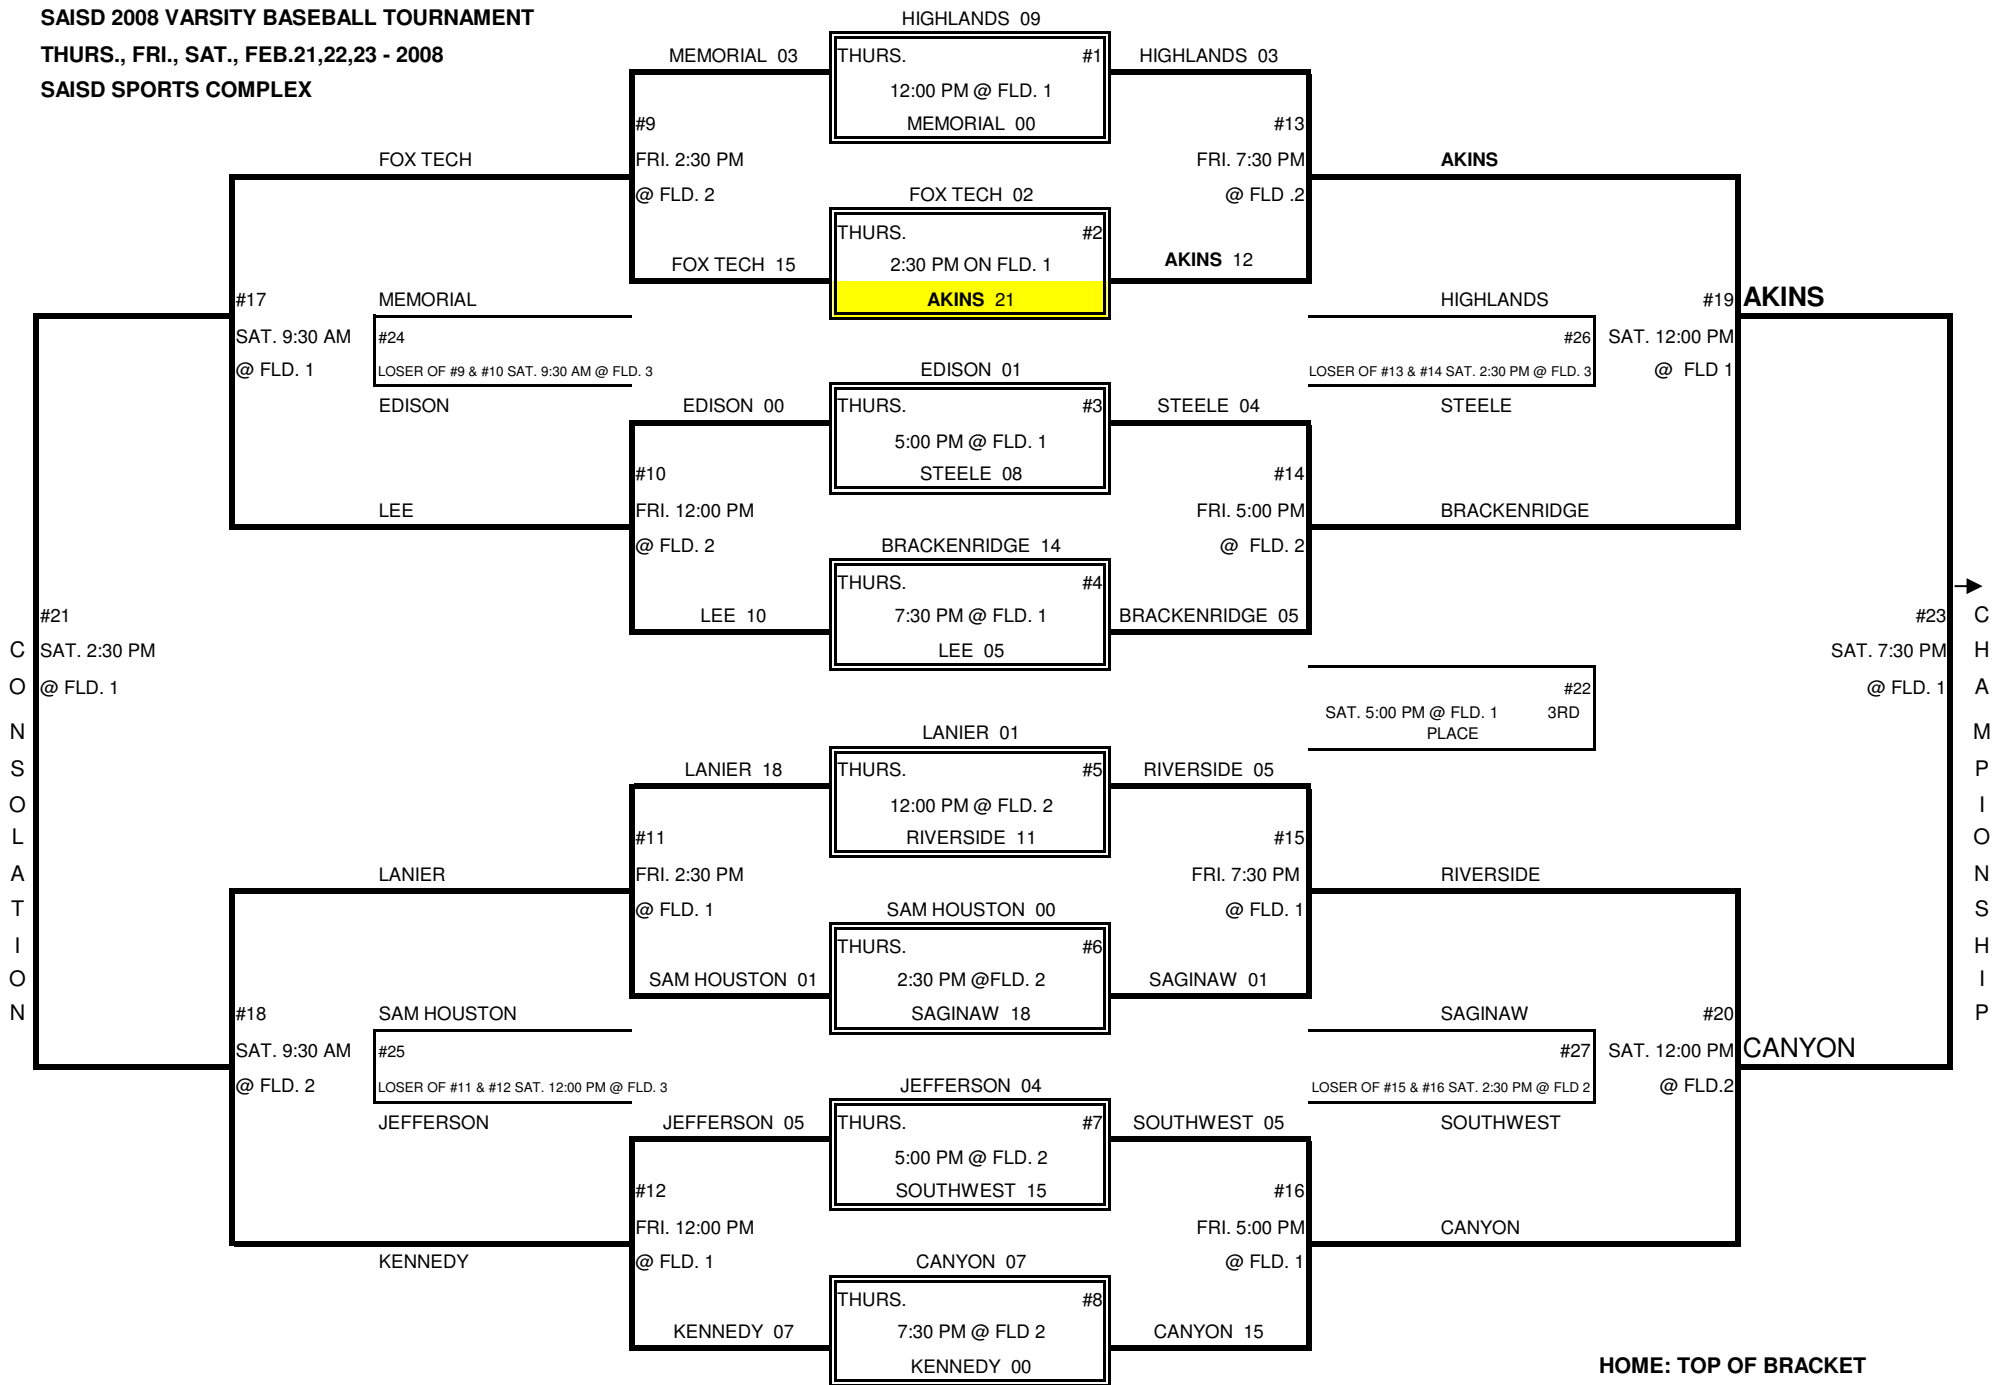 SAISD 2008 VARSITY BASEBALL TOURNAMENT
THURS., FRI., SAT., FEB.21,22,23 - 2008
SAISD SPORTS COMPLEX
HIGHLANDS 09
MEMORIAL 03
THURS. #1
HIGHLANDS 03
12:00 PM @ FLD. 1
MEMORIAL 00
#9
FRI. 2:30 PM
@ FLD. 2
#13
FRI. 7:30 PM
@ FLD .2
FOX TECH
AKINS
FOX TECH 02
THURS. #2
2:30 PM ON FLD. 1
AKINS 21
FOX TECH 15
AKINS 12
#17
SAT. 9:30 AM
@ FLD. 1
MEMORIAL
#24
LOSER OF #9 & #10 SAT. 9:30 AM @ FLD. 3
EDISON
HIGHLANDS
#26
LOSER OF #13 & #14 SAT. 2:30 PM @ FLD. 3
STEELE
#19
SAT. 12:00 PM
@ FLD 1
AKINS
EDISON 01
EDISON 00
THURS. #3
STEELE 04
5:00 PM @ FLD. 1
STEELE 08
#10
FRI. 12:00 PM
@ FLD. 2
#14
FRI. 5:00 PM
@ FLD. 2
LEE
BRACKENRIDGE
BRACKENRIDGE 14
THURS. #4
7:30 PM @ FLD. 1
LEE 05
LEE 10
BRACKENRIDGE 05
#21
SAT. 2:30 PM
@ FLD. 1
CONSOLATION
#23
SAT. 7:30 PM
@ FLD. 1
CHAMPIONSHIP
#22
SAT. 5:00 PM @ FLD. 1 3RD
PLACE
LANIER 01
LANIER 18
THURS. #5
RIVERSIDE 05
12:00 PM @ FLD. 2
RIVERSIDE 11
#11
FRI. 2:30 PM
@ FLD. 1
#15
FRI. 7:30 PM
@ FLD. 1
LANIER
RIVERSIDE
SAM HOUSTON 00
THURS. #6
2:30 PM @FLD. 2
SAGINAW 18
SAM HOUSTON 01
SAGINAW 01
#18
SAT. 9:30 AM
@ FLD. 2
SAM HOUSTON
#25
LOSER OF #11 & #12 SAT. 12:00 PM @ FLD. 3
JEFFERSON
SAGINAW
#27
LOSER OF #15 & #16 SAT. 2:30 PM @ FLD 2
SOUTHWEST
#20
SAT. 12:00 PM
@ FLD.2
CANYON
JEFFERSON 04
JEFFERSON 05
THURS. #7
SOUTHWEST 05
5:00 PM @ FLD. 2
SOUTHWEST 15
#12
FRI. 12:00 PM
@ FLD. 1
#16
FRI. 5:00 PM
@ FLD. 1
KENNEDY
CANYON
CANYON 07
THURS. #8
7:30 PM @ FLD 2
KENNEDY 00
KENNEDY 07
CANYON 15
HOME: TOP OF BRACKET